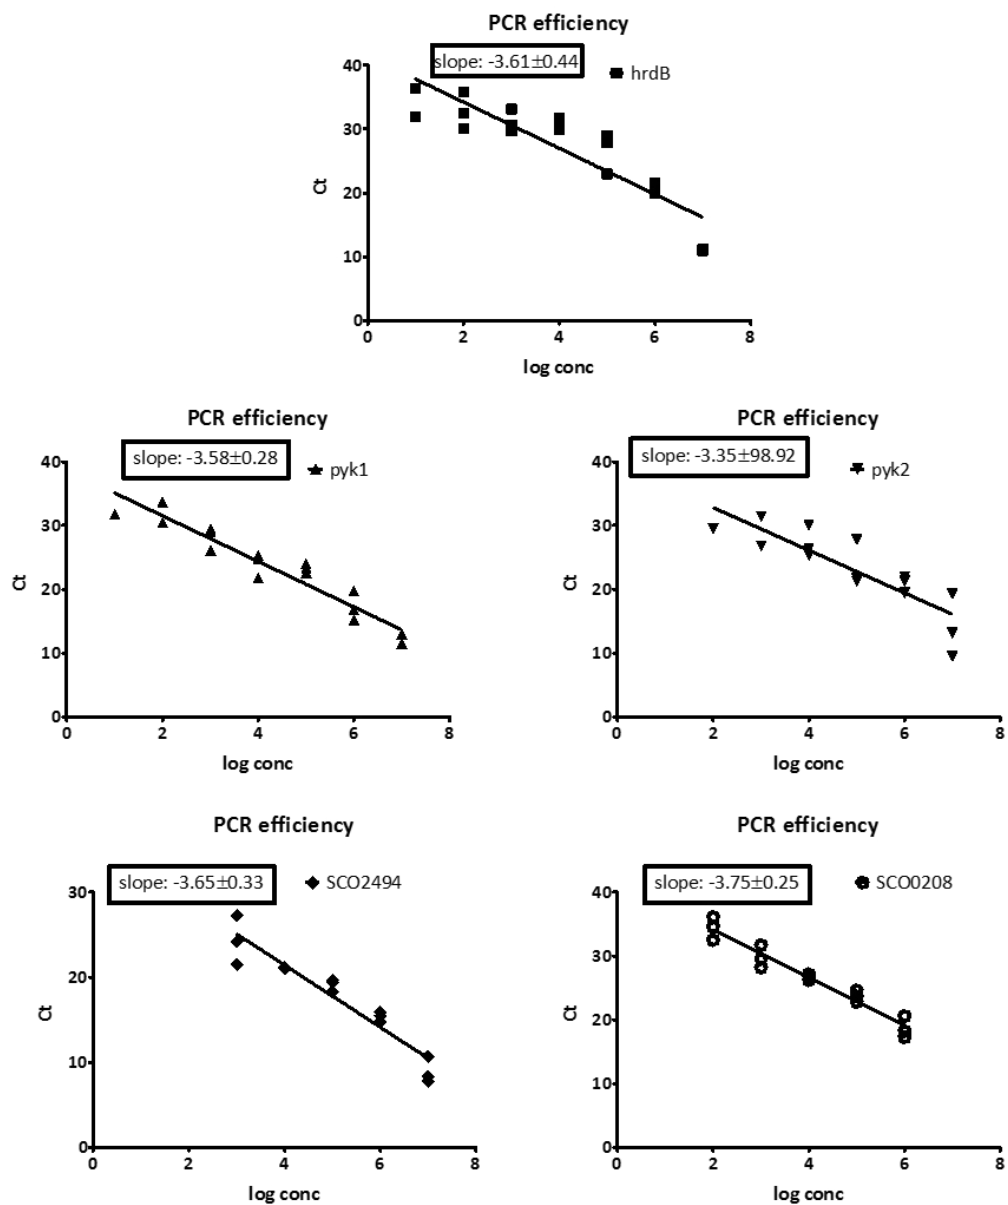 PCR efficiency
slope: -3.61±0.44
hrdB
40
30
20
10
0
Ct
0 2 4 6 8
log conc
PCR efficiency
slope: -3.58±0.28
pyk1
40
30
20
10
0
Ct
0 2 4 6 8
log conc
PCR efficiency
slope: -3.35±98.92
pyk2
40
30
20
10
0
Ct
0 2 4 6 8
log conc
PCR efficiency
slope: -3.65±0.33
SCO2494
30
20
10
0
Ct
0 2 4 6 8
log conc
PCR efficiency
slope: -3.75±0.25
SCO0208
40
30
20
10
0
Ct
0 2 4 6 8
log conc